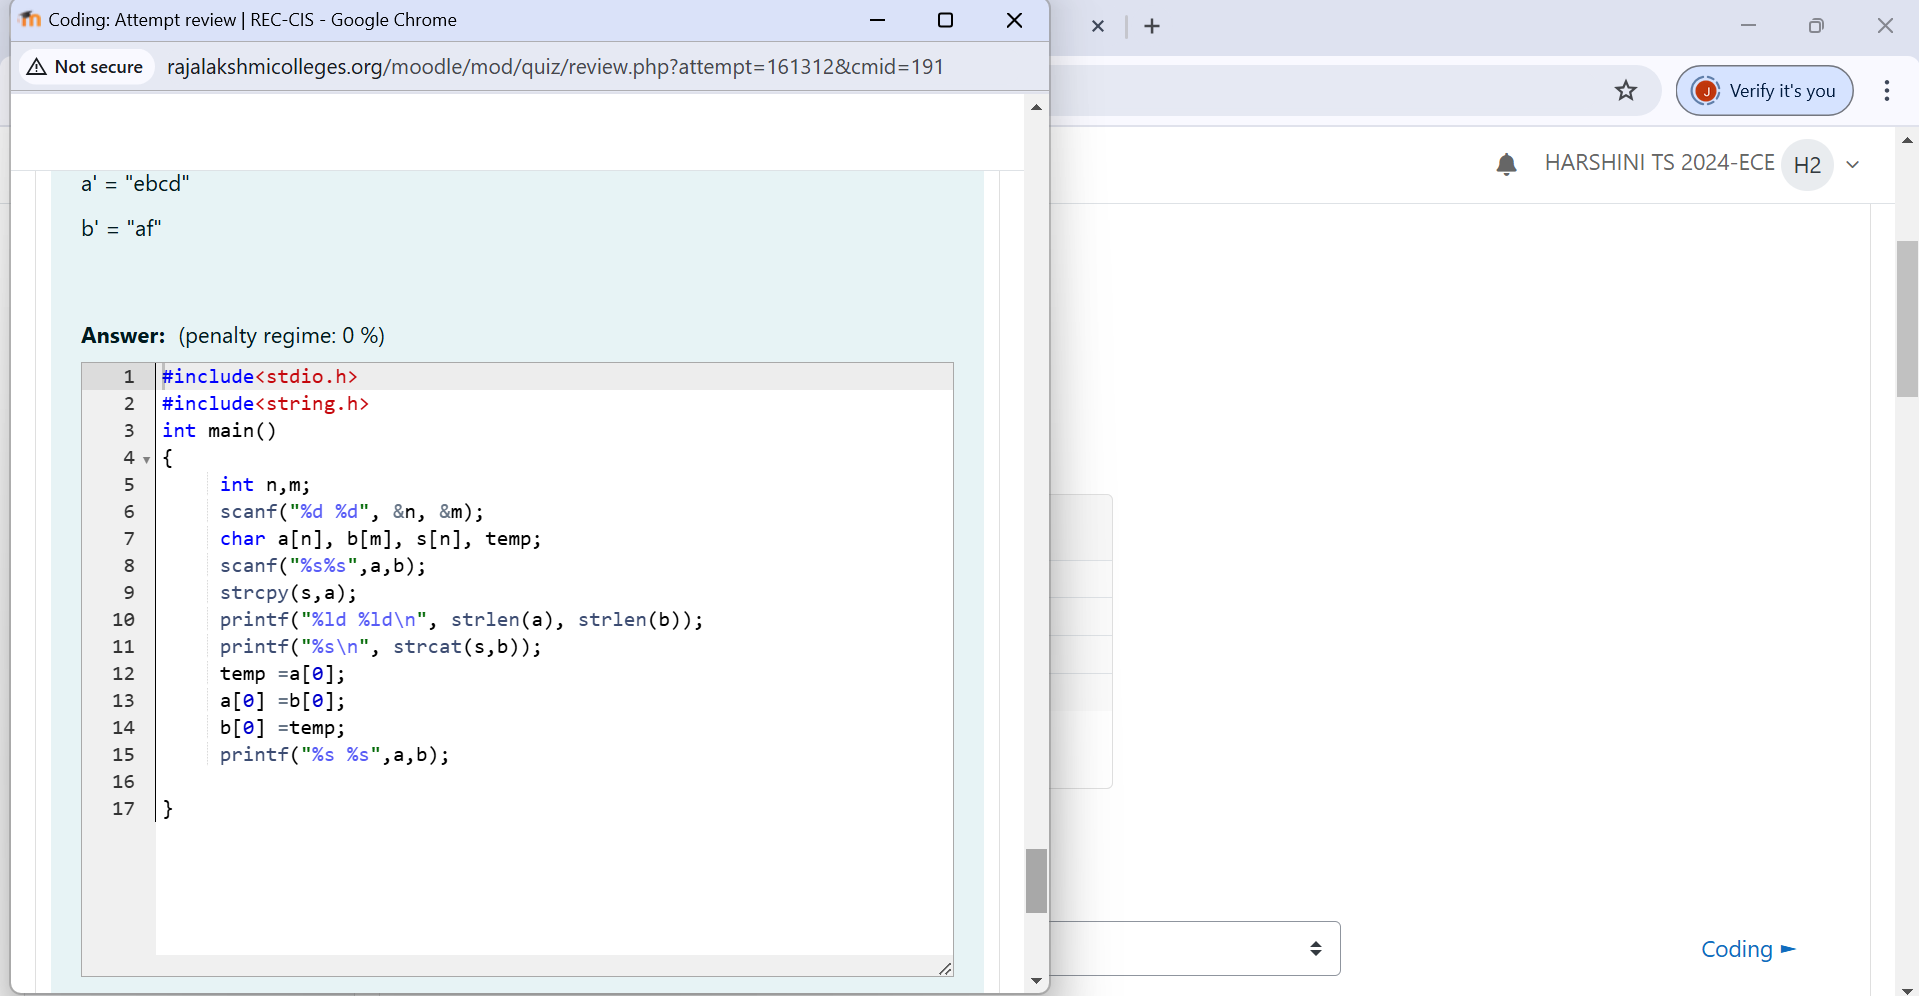 Coding: Attempt review | REC-CIS - Google Chrome
Not secure
rajalakshmicolleges.org/moodle/mod/quiz/review.php?attempt=161312&cmid=191
J
Verify it's you
HARSHINI TS 2024-ECE
H2
a' = "ebcd"
b' = "af"
Answer: (penalty regime: 0 %)
1 #include<stdio.h>
2 #include<string.h>
3 int main()
4 {
5 int n,m;
6 scanf("%d %d", &n, &m);
7 char a[n], b[m], s[n], temp;
8 scanf("%s%s",a,b);
9 strcpy(s,a);
10 printf("%ld %ld\n", strlen(a), strlen(b));
11 printf("%s\n", strcat(s,b));
12 temp =a[0];
13 a[0] =b[0];
14 b[0] =temp;
15 printf("%s %s",a,b);
16
17 }
Coding ►